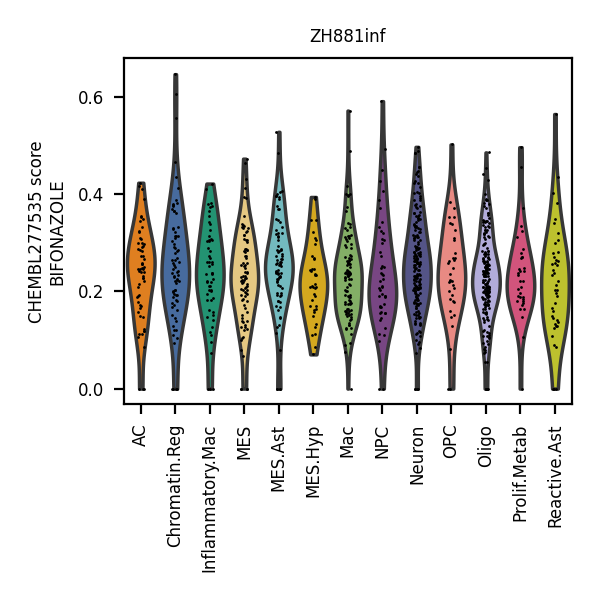 ZH881inf
CHEMBL277535 score
BIFONAZOLE
0.6
0.4
0.2
0.0
AC
Chromatin.Reg
Inflammatory.Mac
MES
MES.Ast
MES.Hyp
Mac
NPC
Neuron
OPC
Oligo
Prolif.Metab
Reactive.Ast